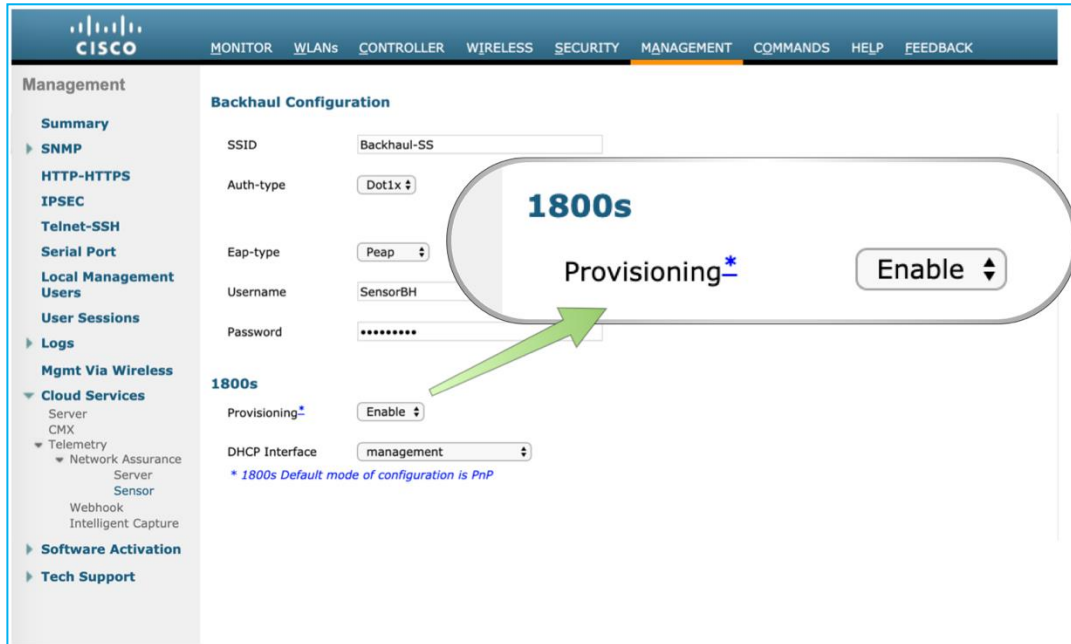 CISCO
MONITOR WLANs CONTROLLER WIRELESS SECURITY MANAGEMENT COMMANDS HELP FEEDBACK
Management
Summary
SNMP
HTTP-HTTPS
IPSEC
Telnet-SSH
Serial Port
Local Management
Users
User Sessions
Logs
Mgmt Via Wireless
Cloud Services
Server
CMX
Telemetry
Network Assurance
Server
Sensor
Webhook
Intelligent Capture
Software Activation
Tech Support
Backhaul Configuration
SSID Backhaul-SS
Auth-type Dot1x
Eap-type Peap
Username SensorBH
Password •••••••••
1800s
Provisioning* Enable
DHCP Interface management
* 1800s Default mode of configuration is PnP
1800s
Provisioning* Enable